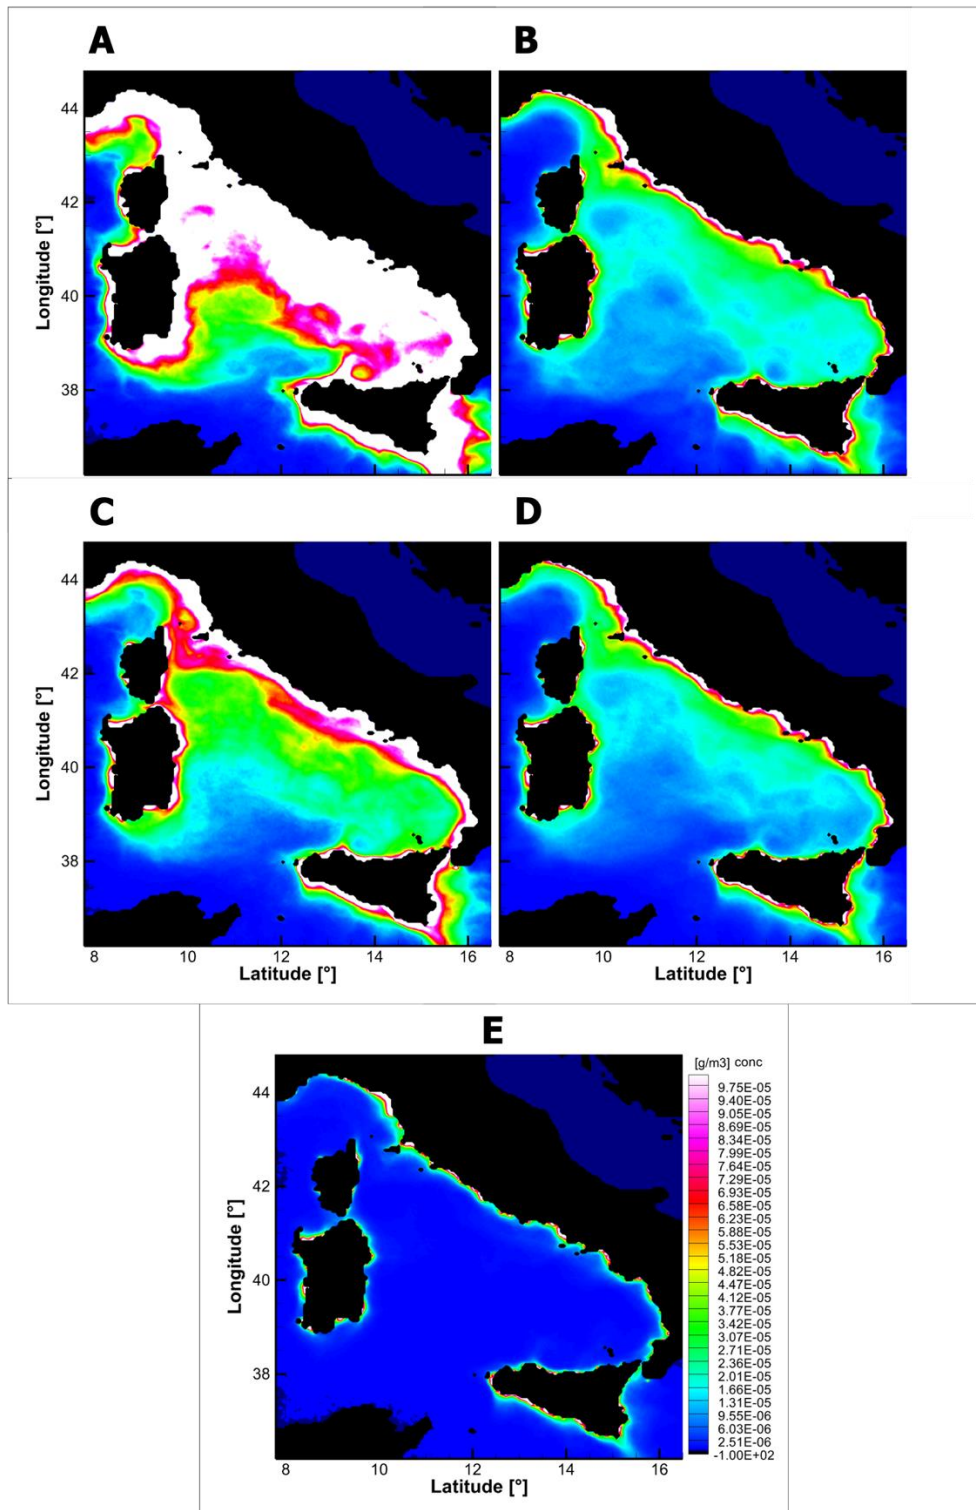 A
B
44
42
40
38
Longitude [°]
C
D
44
42
40
38
Longitude [°]
8 10 12 14 16
8 10 12 14 16
Latitude [°]
Latitude [°]
E
44
42
40
38
Longitude [°]
8 10 12 14 16
Latitude [°]
[g/m3] conc
9.75E-05
9.40E-05
9.05E-05
8.69E-05
8.34E-05
7.99E-05
7.64E-05
7.29E-05
6.93E-05
6.58E-05
6.23E-05
5.88E-05
5.53E-05
5.18E-05
4.82E-05
4.47E-05
4.12E-05
3.77E-05
3.42E-05
3.07E-05
2.71E-05
2.36E-05
2.01E-05
1.66E-05
1.31E-05
9.55E-06
6.03E-06
2.51E-06
-1.00E+02